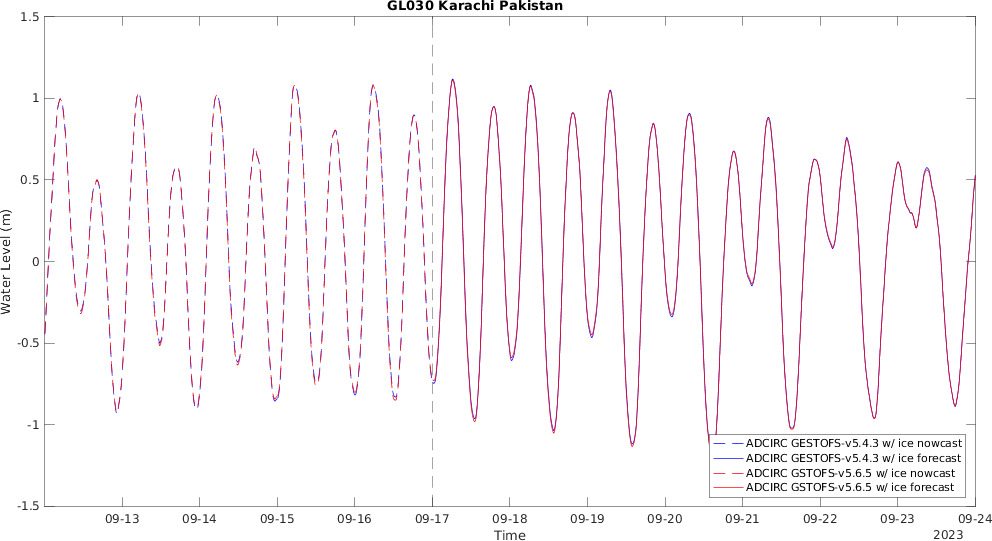 GL030 Karachi Pakistan
Water Level (m)
1.5
1
0.5
0
-0.5
-1
-1.5
ADCIRC GESTOFS-v5.4.3 w/ ice nowcast
ADCIRC GESTOFS-v5.4.3 w/ ice forecast
ADCIRC GSTOFS-v5.6.5 w/ ice nowcast
ADCIRC GSTOFS-v5.6.5 w/ ice forecast
09-13 09-14 09-15 09-16 09-17 09-18 09-19 09-20 09-21 09-22 09-23 09-24
Time
2023